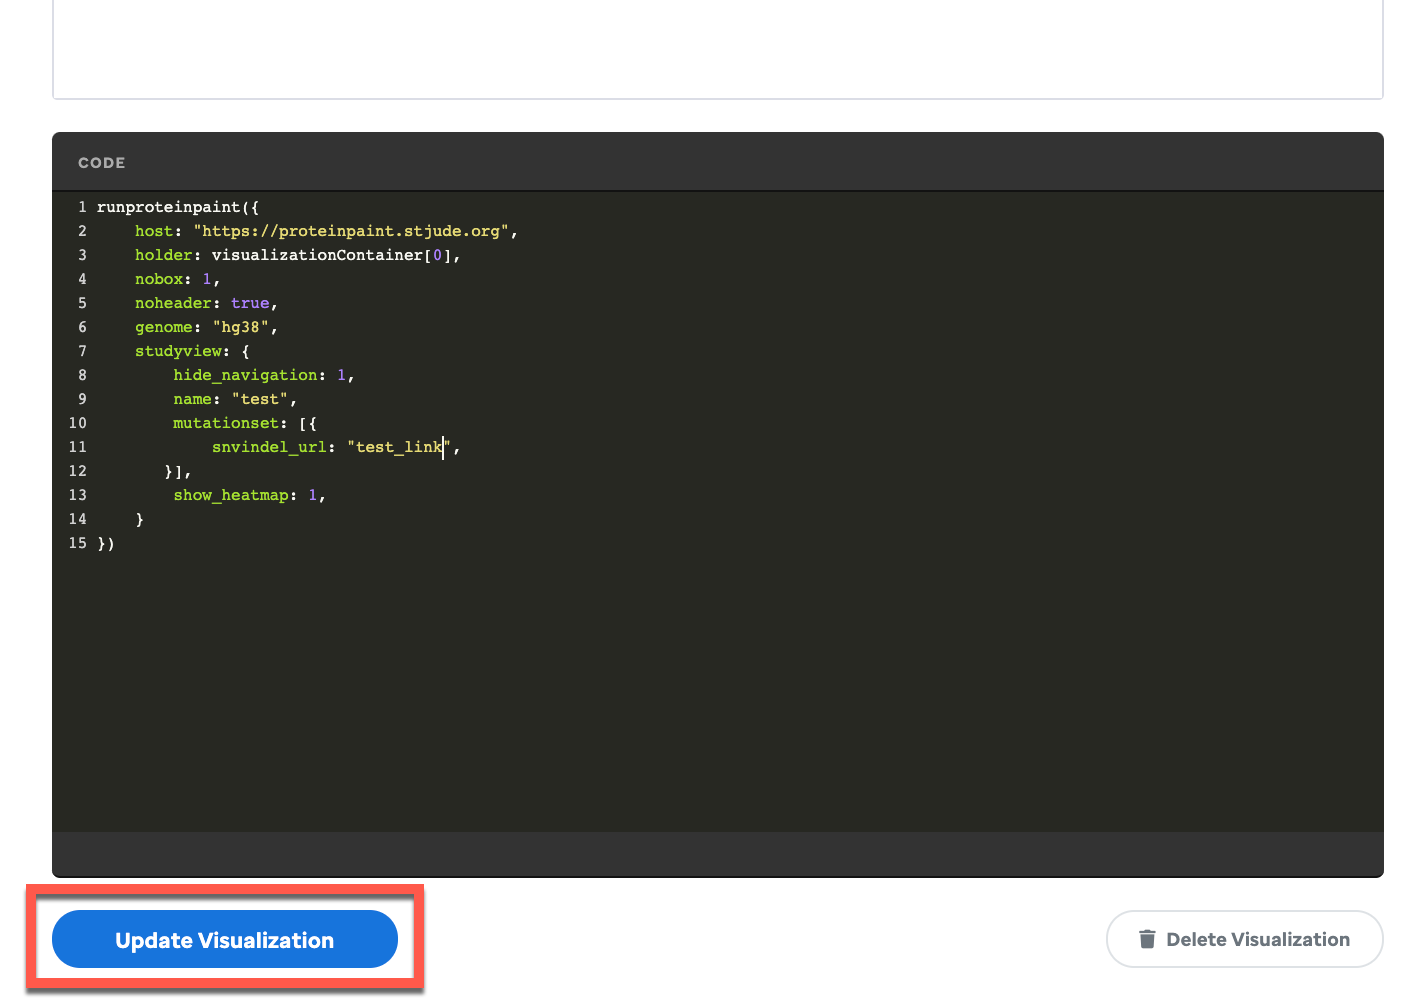 CODE
1 runproteinpaint({
2     host: "https://proteinpaint.stjude.org",
3     holder: visualizationContainer[0],
4     nobox: 1,
5     noheader: true,
6     genome: "hg38",
7     studyview: {
8         hide_navigation: 1,
9         name: "test",
10         mutationset: [{
11             snvindel_url: "test_link",
12        }],
13         show_heatmap: 1,
14     }
15 })
Update Visualization
Delete Visualization